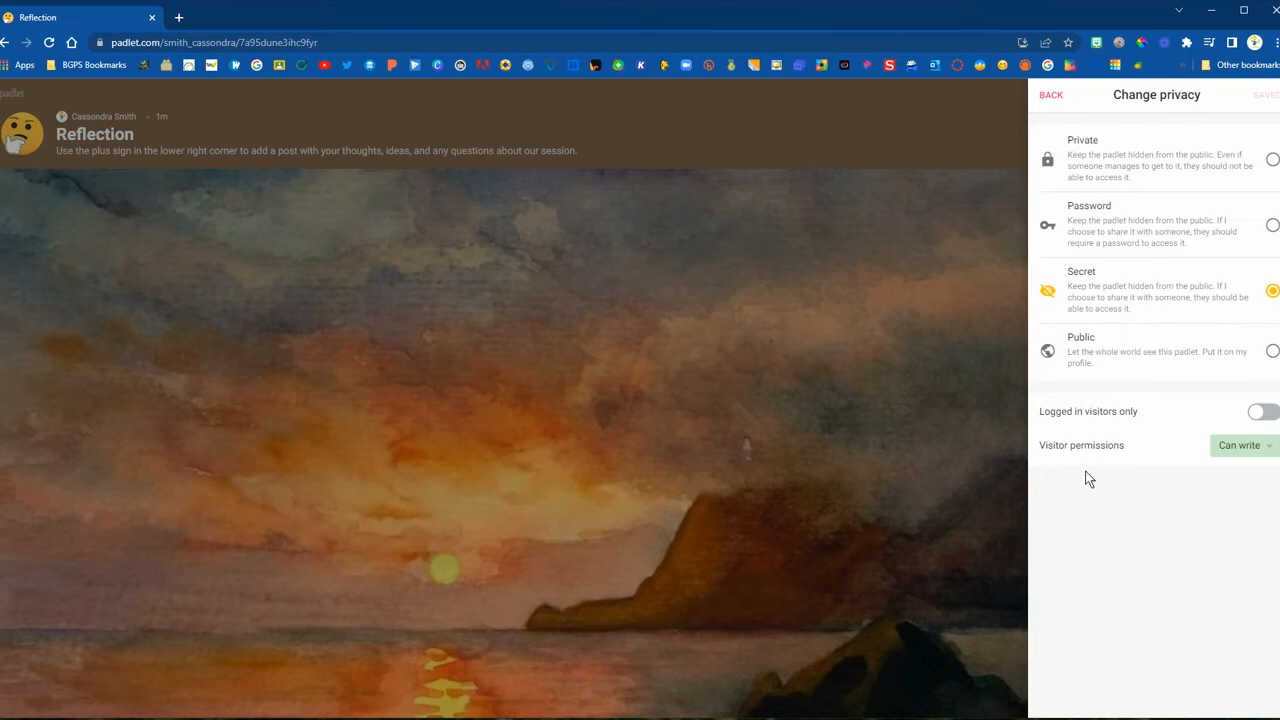 Reflection
padlet.com/smith_cassondra/7a95dune3ihc9fyr
Apps
BGPS Bookmarks
Other bookmarks
padlet
Cassondra Smith • 1m
Reflection
Use the plus sign in the lower right corner to add a post with your thoughts, ideas, and any questions about our session.
BACK
Change privacy
SAVED
Private
Keep the padlet hidden from the public. Even if
someone manages to get to it, they should not be
able to access it.
Password
Keep the padlet hidden from the public. If I
choose to share it with someone, they should
require a password to access it.
Secret
Keep the padlet hidden from the public. If I
choose to share it with someone, they should be
able to access it.
Public
Let the whole world see this padlet. Put it on my
profile.
Logged in visitors only
Visitor permissions
Can write